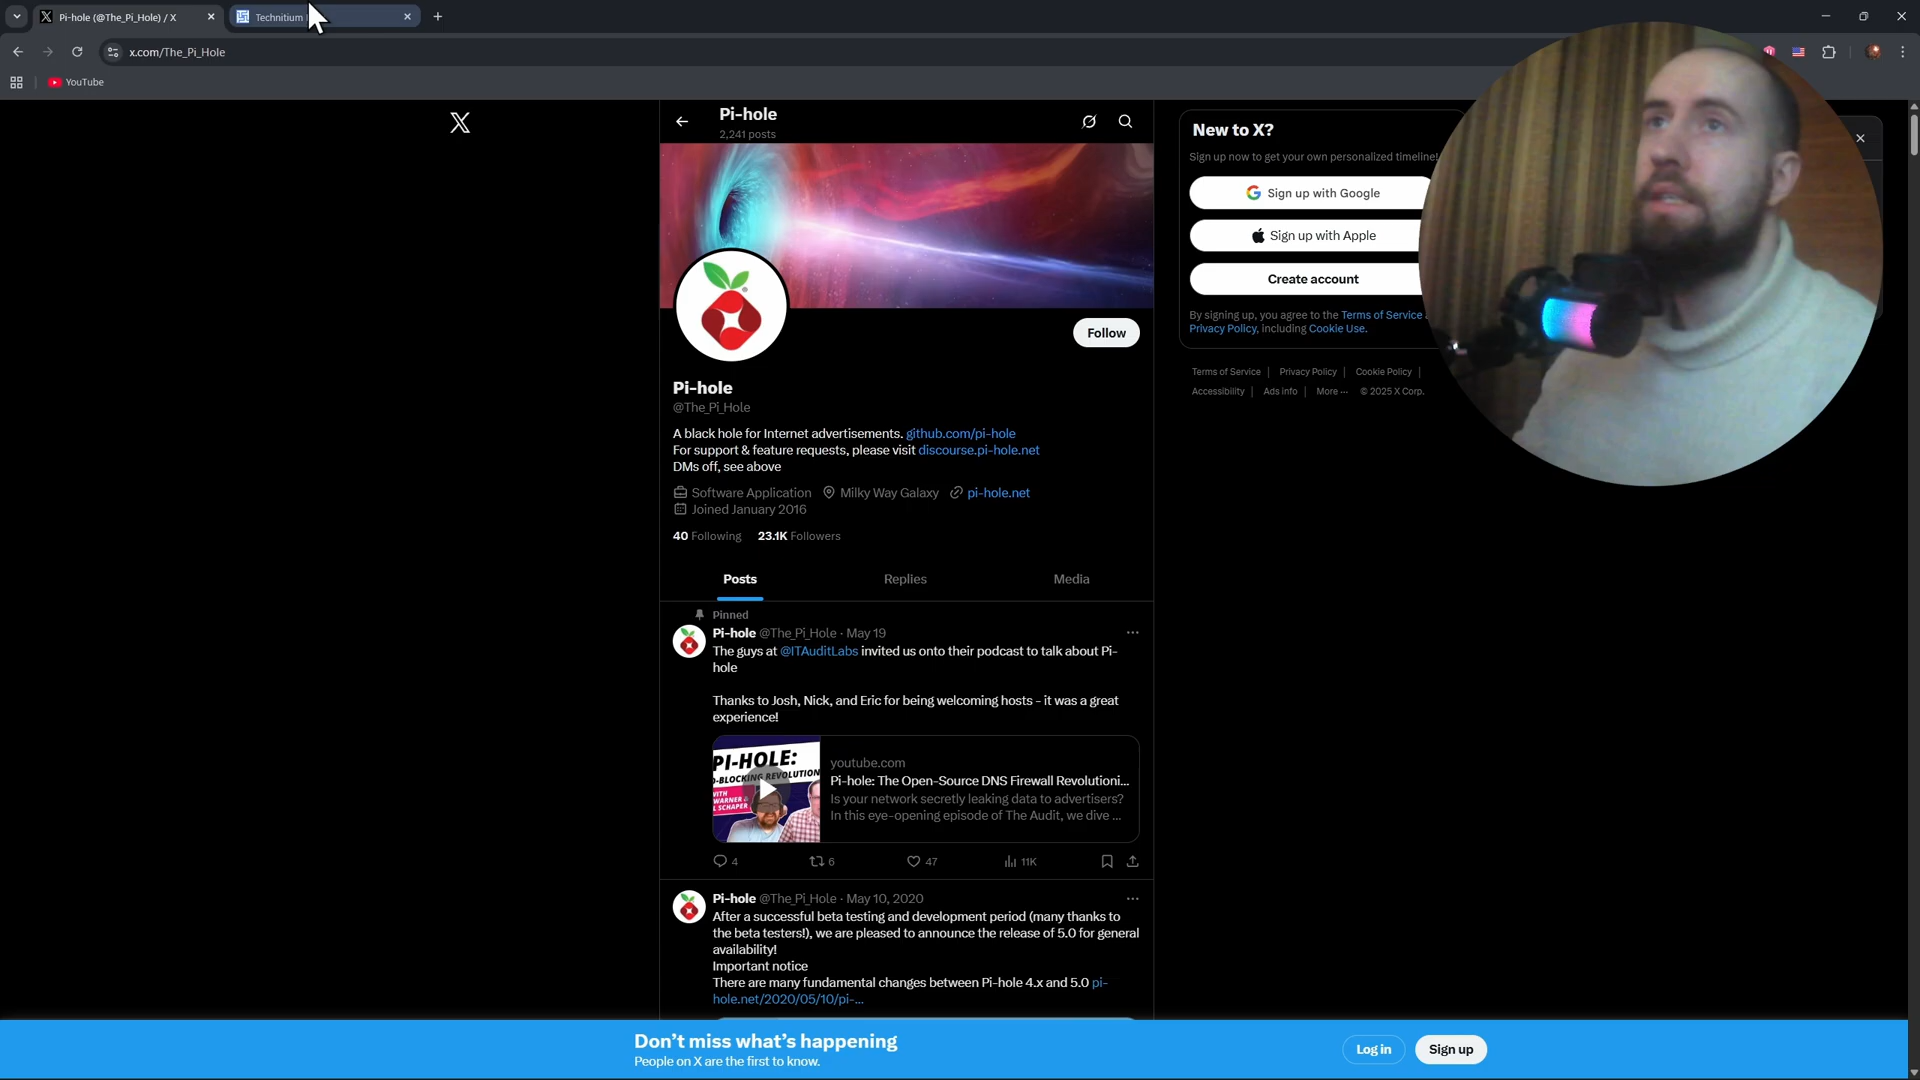 Pi-hole (@The_Pi_Hole) / X
Technitium
x.com/The_Pi_Hole
YouTube
Pi-hole
2,241 posts
Follow
Pi-hole
@The_Pi_Hole
A black hole for Internet advertisements. github.com/pi-hole
For support & feature requests, please visit discourse.pi-hole.net
DMs off, see above
Software Application Milky Way Galaxy pi-hole.net
Joined January 2016
40 Following 23.1K Followers
Posts Replies Media
Pinned
Pi-hole @The_Pi_Hole · May 19
The guys at @ITAuditLabs invited us onto their podcast to talk about Pi-
hole
Thanks to Josh, Nick, and Eric for being welcoming hosts - it was a great
experience!
PI-HOLE:
D-BLOCKING REVOLUTION
WITH
WARNER &
L SCHAPER
youtube.com
Pi-hole: The Open-Source DNS Firewall Revolutioni...
Is your network secretly leaking data to advertisers?
In this eye-opening episode of The Audit, we dive ...
4 6 47 11K
Pi-hole @The_Pi_Hole · May 10, 2020
After a successful beta testing and development period (many thanks to
the beta testers!), we are pleased to announce the release of 5.0 for general
availability!
Important notice
There are many fundamental changes between Pi-hole 4.x and 5.0 pi-
hole.net/2020/05/10/pi-...
New to X?
Sign up now to get your own personalized timeline!
Sign up with Google
Sign up with Apple
Create account
By signing up, you agree to the Terms of Service
Privacy Policy, including Cookie Use.
Terms of Service | Privacy Policy | Cookie Policy |
Accessibility | Ads info | More ··· © 2025 X Corp.
Don't miss what's happening
People on X are the first to know.
Log in
Sign up